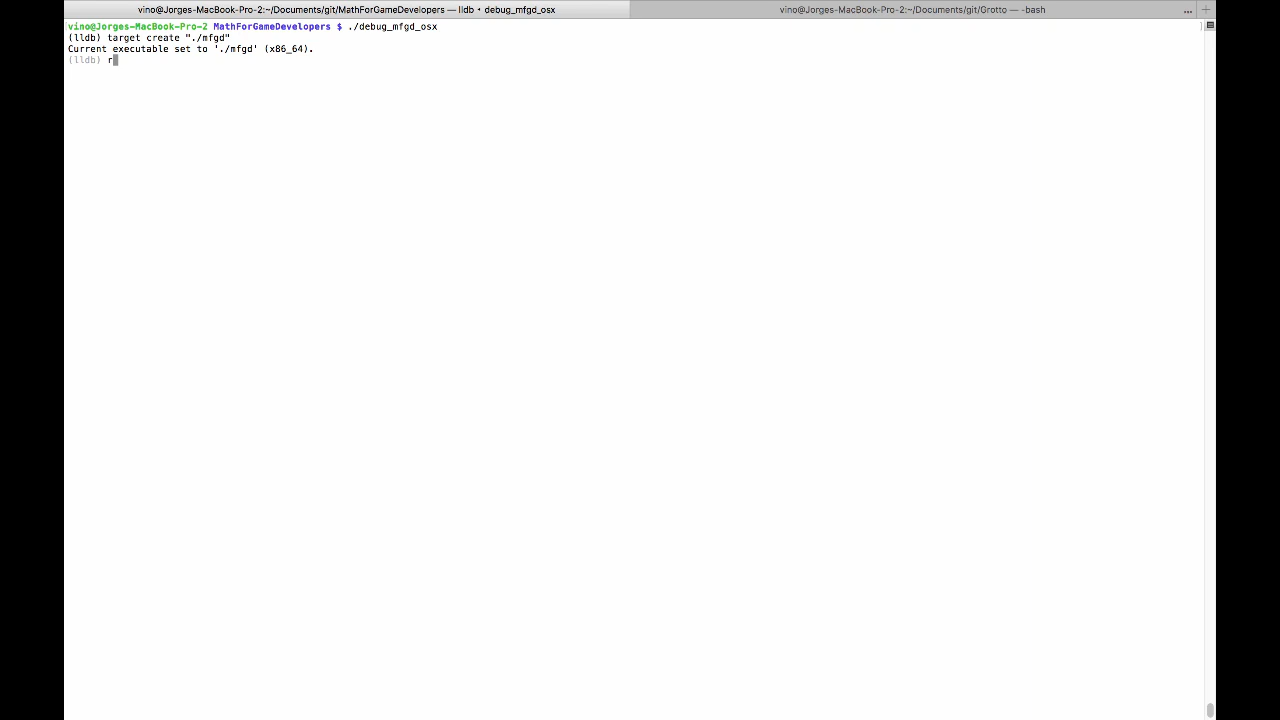 vino@Jorges-MacBook-Pro-2:~/Documents/git/MathForGameDevelopers — lldb • debug_mfgd_osx
vino@Jorges-MacBook-Pro-2:~/Documents/git/Grotto — -bash
... +
vino@Jorges-MacBook-Pro-2 MathForGameDevelopers $ ./debug_mfgd_osx
(lldb) target create "./mfgd"
Current executable set to './mfgd' (x86_64).
(lldb) r